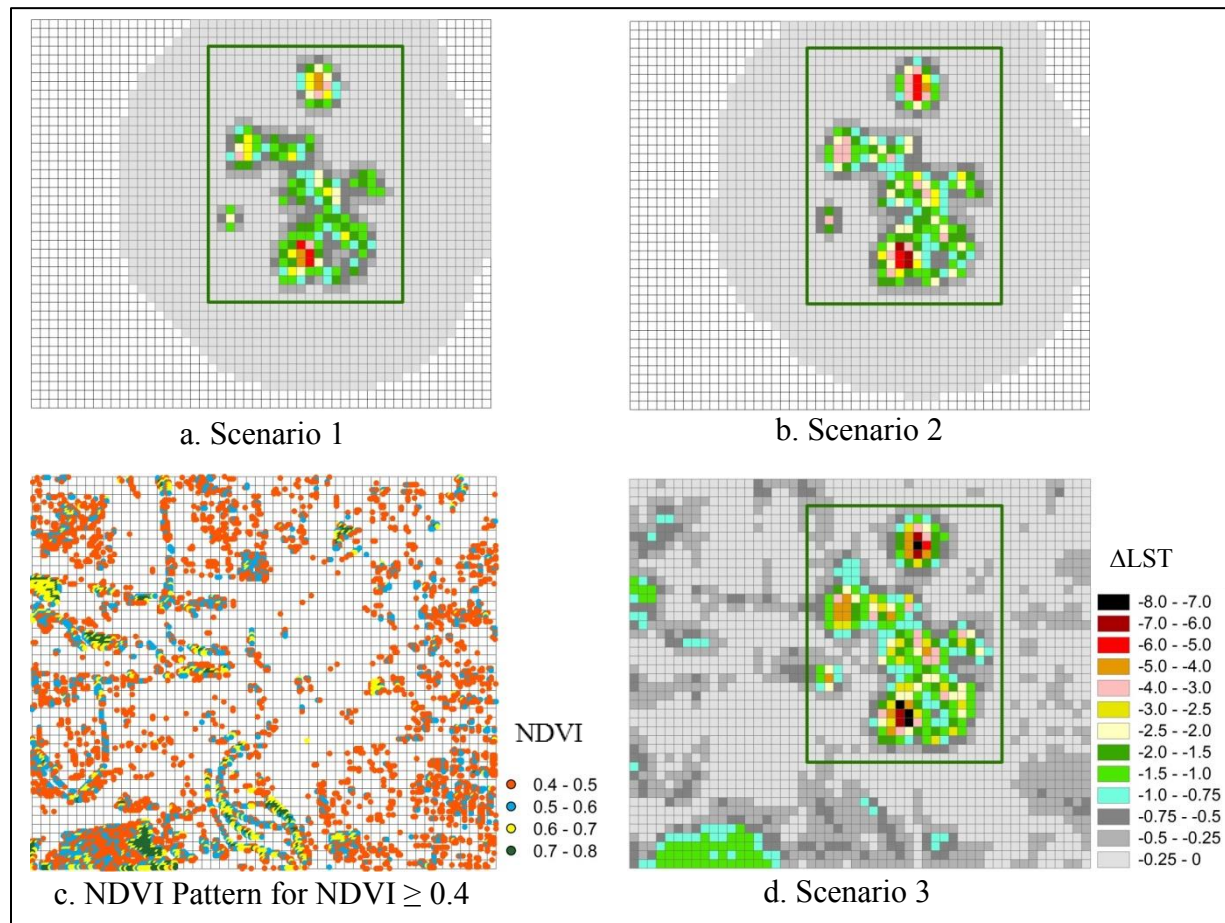 a. Scenario 1
b. Scenario 2
NDVI
0.4 - 0.5
0.5 - 0.6
0.6 - 0.7
0.7 - 0.8
c. NDVI Pattern for NDVI ≥ 0.4
ΔLST
-8.0 - -7.0
-7.0 - -6.0
-6.0 - -5.0
-5.0 - -4.0
-4.0 - -3.0
-3.0 - -2.5
-2.5 - -2.0
-2.0 - -1.5
-1.5 - -1.0
-1.0 - -0.75
-0.75 - -0.5
-0.5 - -0.25
-0.25 - 0
d. Scenario 3